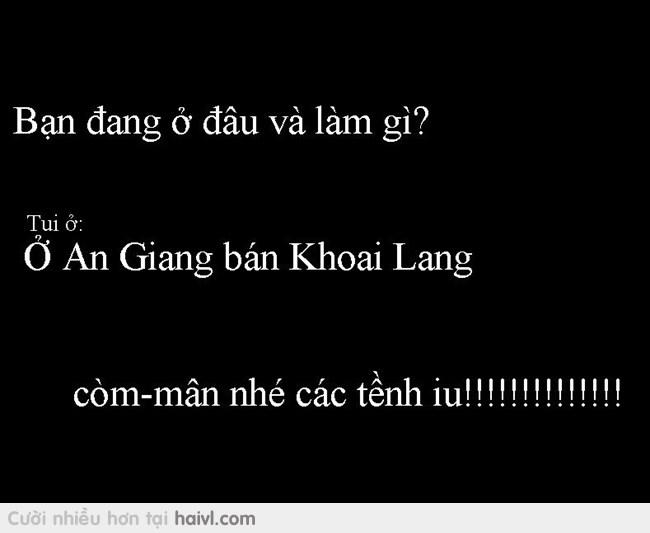 Bạn đang ở đâu và làm gì?
Tui ở:
Ở An Giang bán Khoai Lang
còm-mân nhé các tềnh iu!!!!!!!!!!!!!!
Cười nhiều hơn tại haivl.com